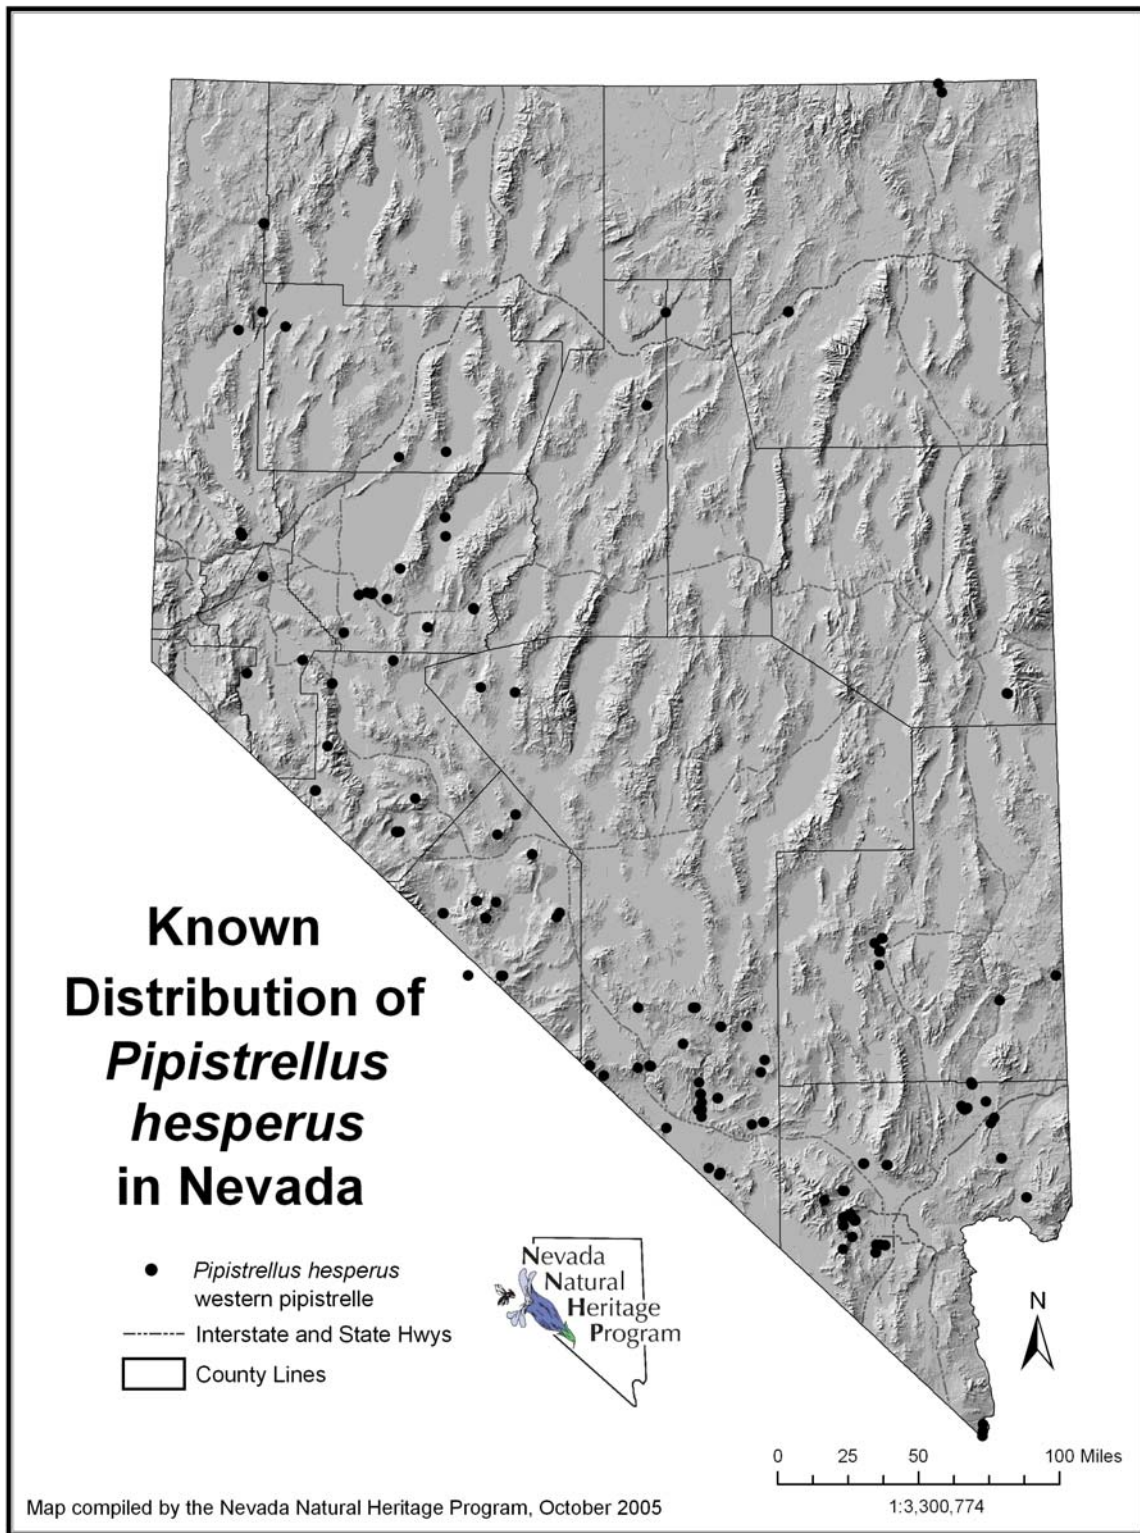 Known
Distribution of
Pipistrellus
hesperus
in Nevada
Pipistrellus hesperus
western pipistrelle
Interstate and State Hwys
County Lines
Nevada
Natural
Heritage
Program
N
0 25 50 100 Miles
1:3,300,774
Map compiled by the Nevada Natural Heritage Program, October 2005